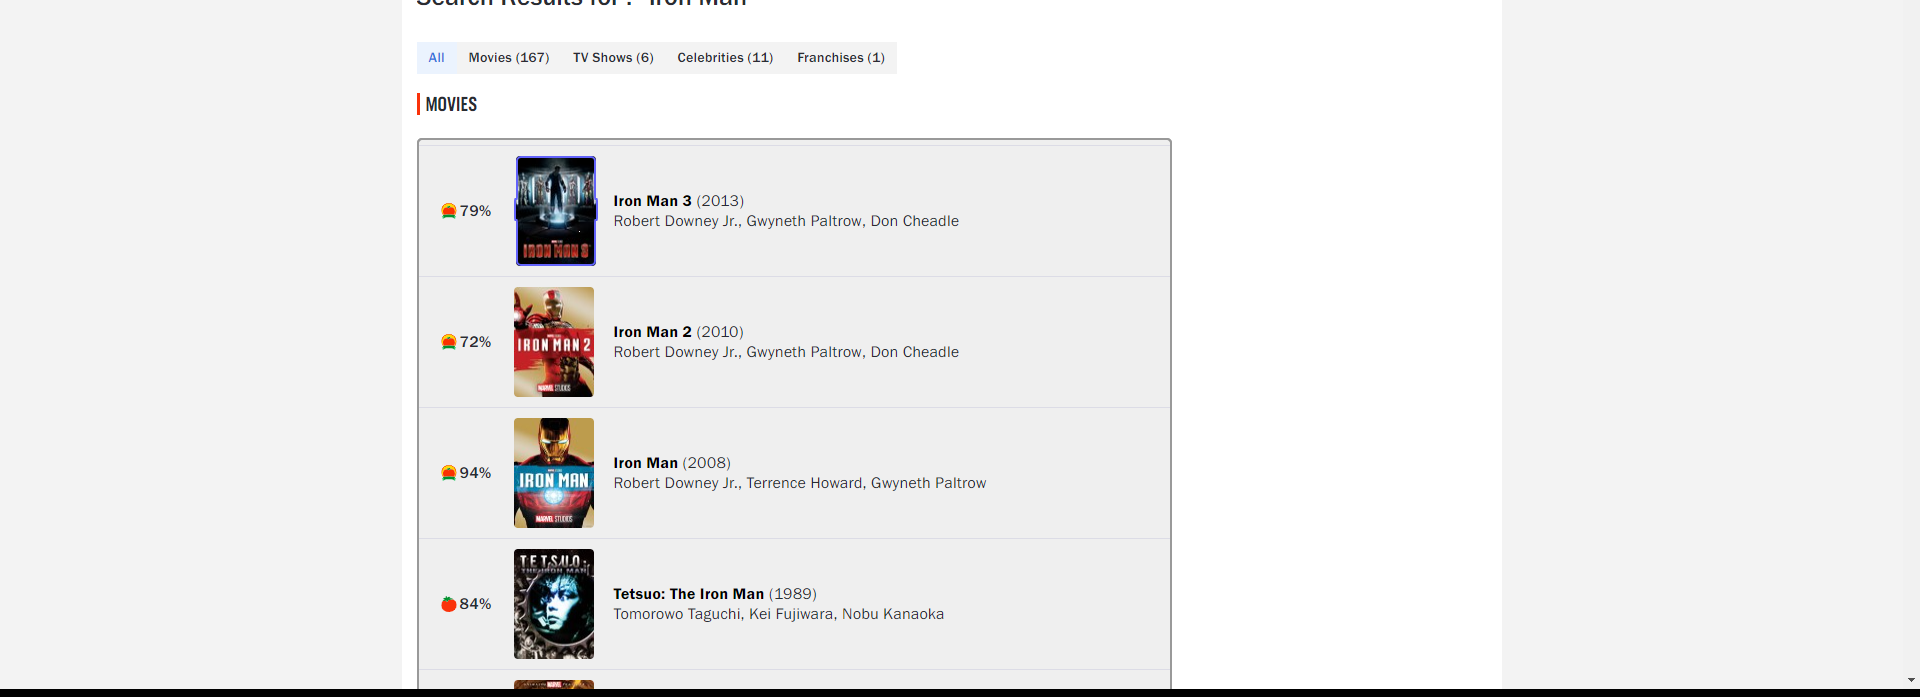 Search Results for : "Iron Man"
All Movies (167) TV Shows (6) Celebrities (11) Franchises (1)
MOVIES
79%
IRON MAN 3
Iron Man 3 (2013)
Robert Downey Jr., Gwyneth Paltrow, Don Cheadle
72%
IRON MAN 2
MARVEL STUDIOS
Iron Man 2 (2010)
Robert Downey Jr., Gwyneth Paltrow, Don Cheadle
94%
IRON MAN
MARVEL STUDIOS
Iron Man (2008)
Robert Downey Jr., Terrence Howard, Gwyneth Paltrow
84%
TETSUO:
THE IRON MAN
Tetsuo: The Iron Man (1989)
Tomorowo Taguchi, Kei Fujiwara, Nobu Kanaoka
MARVEL